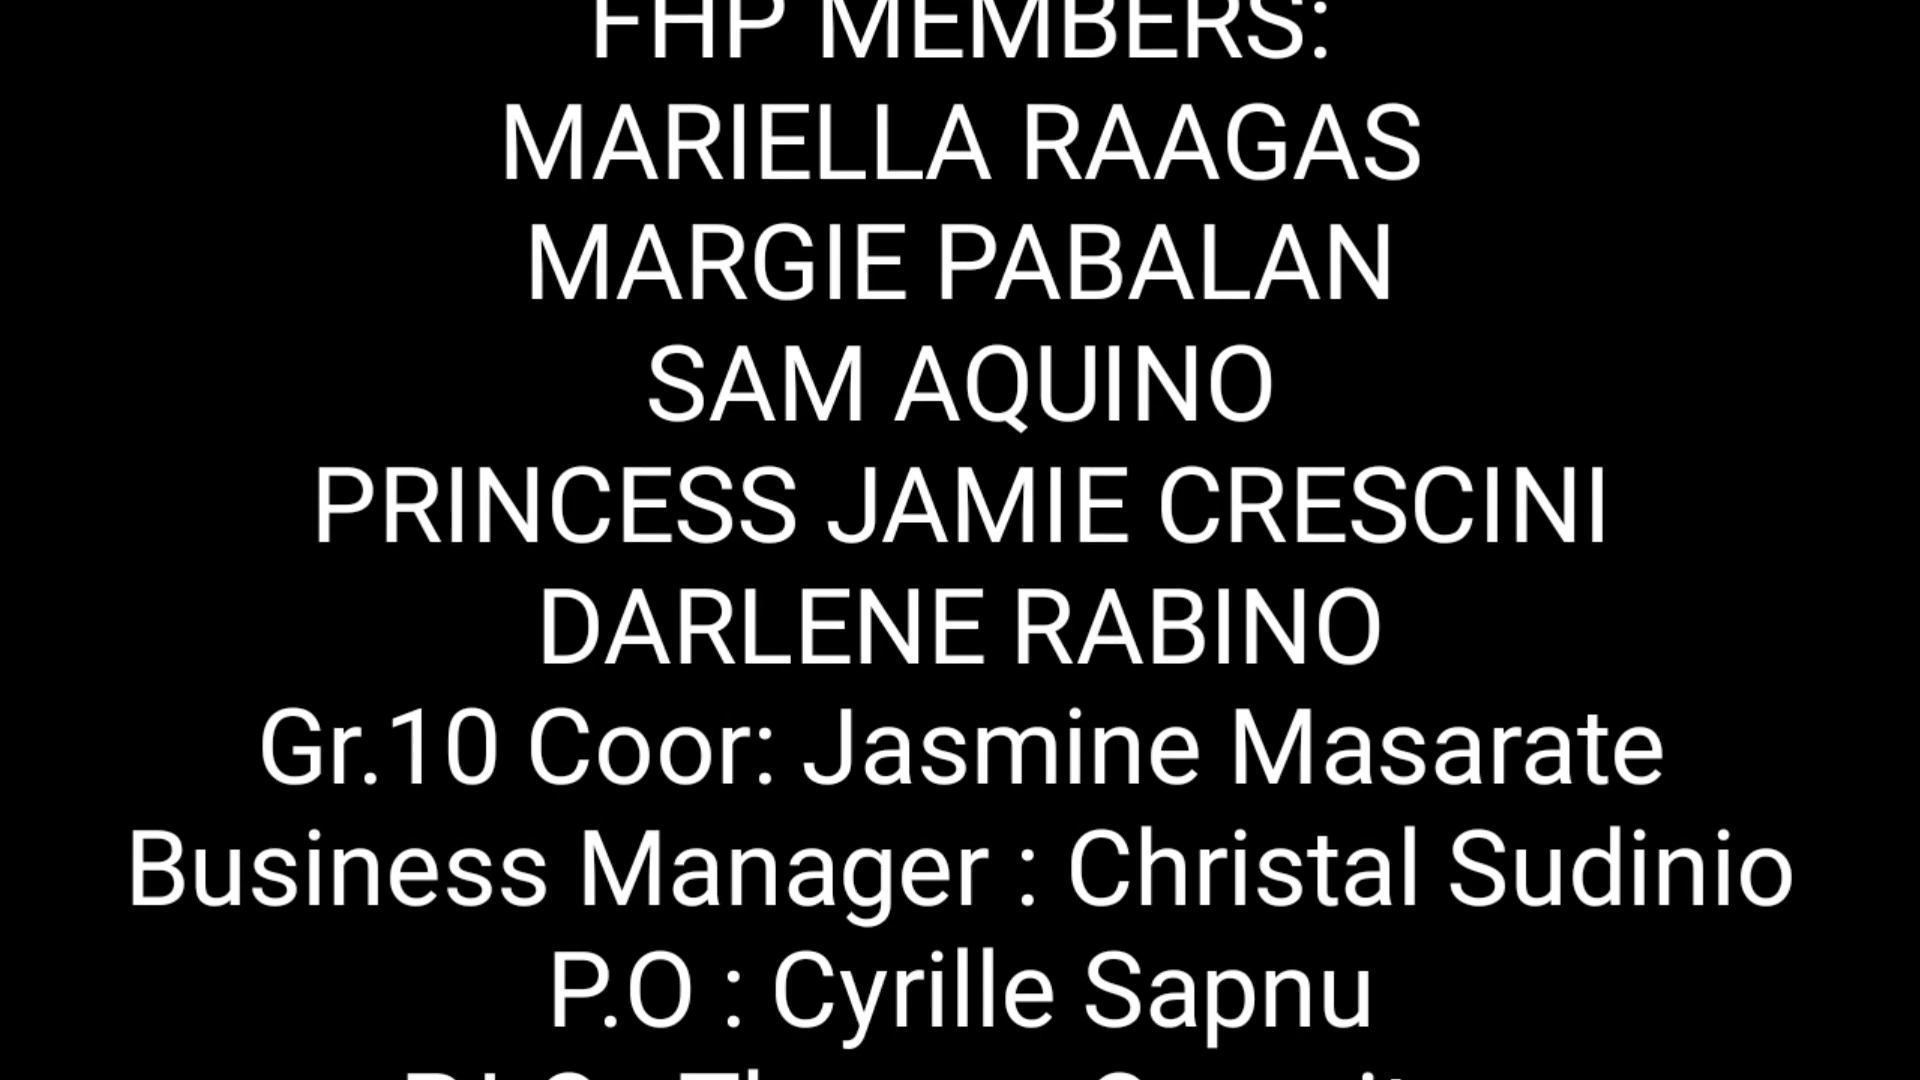 FHP MEMBERS:
MARIELLA RAAGAS
MARGIE PABALAN
SAM AQUINO
PRINCESS JAMIE CRESCINI
DARLENE RABINO
Gr.10 Coor: Jasmine Masarate
Business Manager : Christal Sudinio
P.O : Cyrille Sapnu